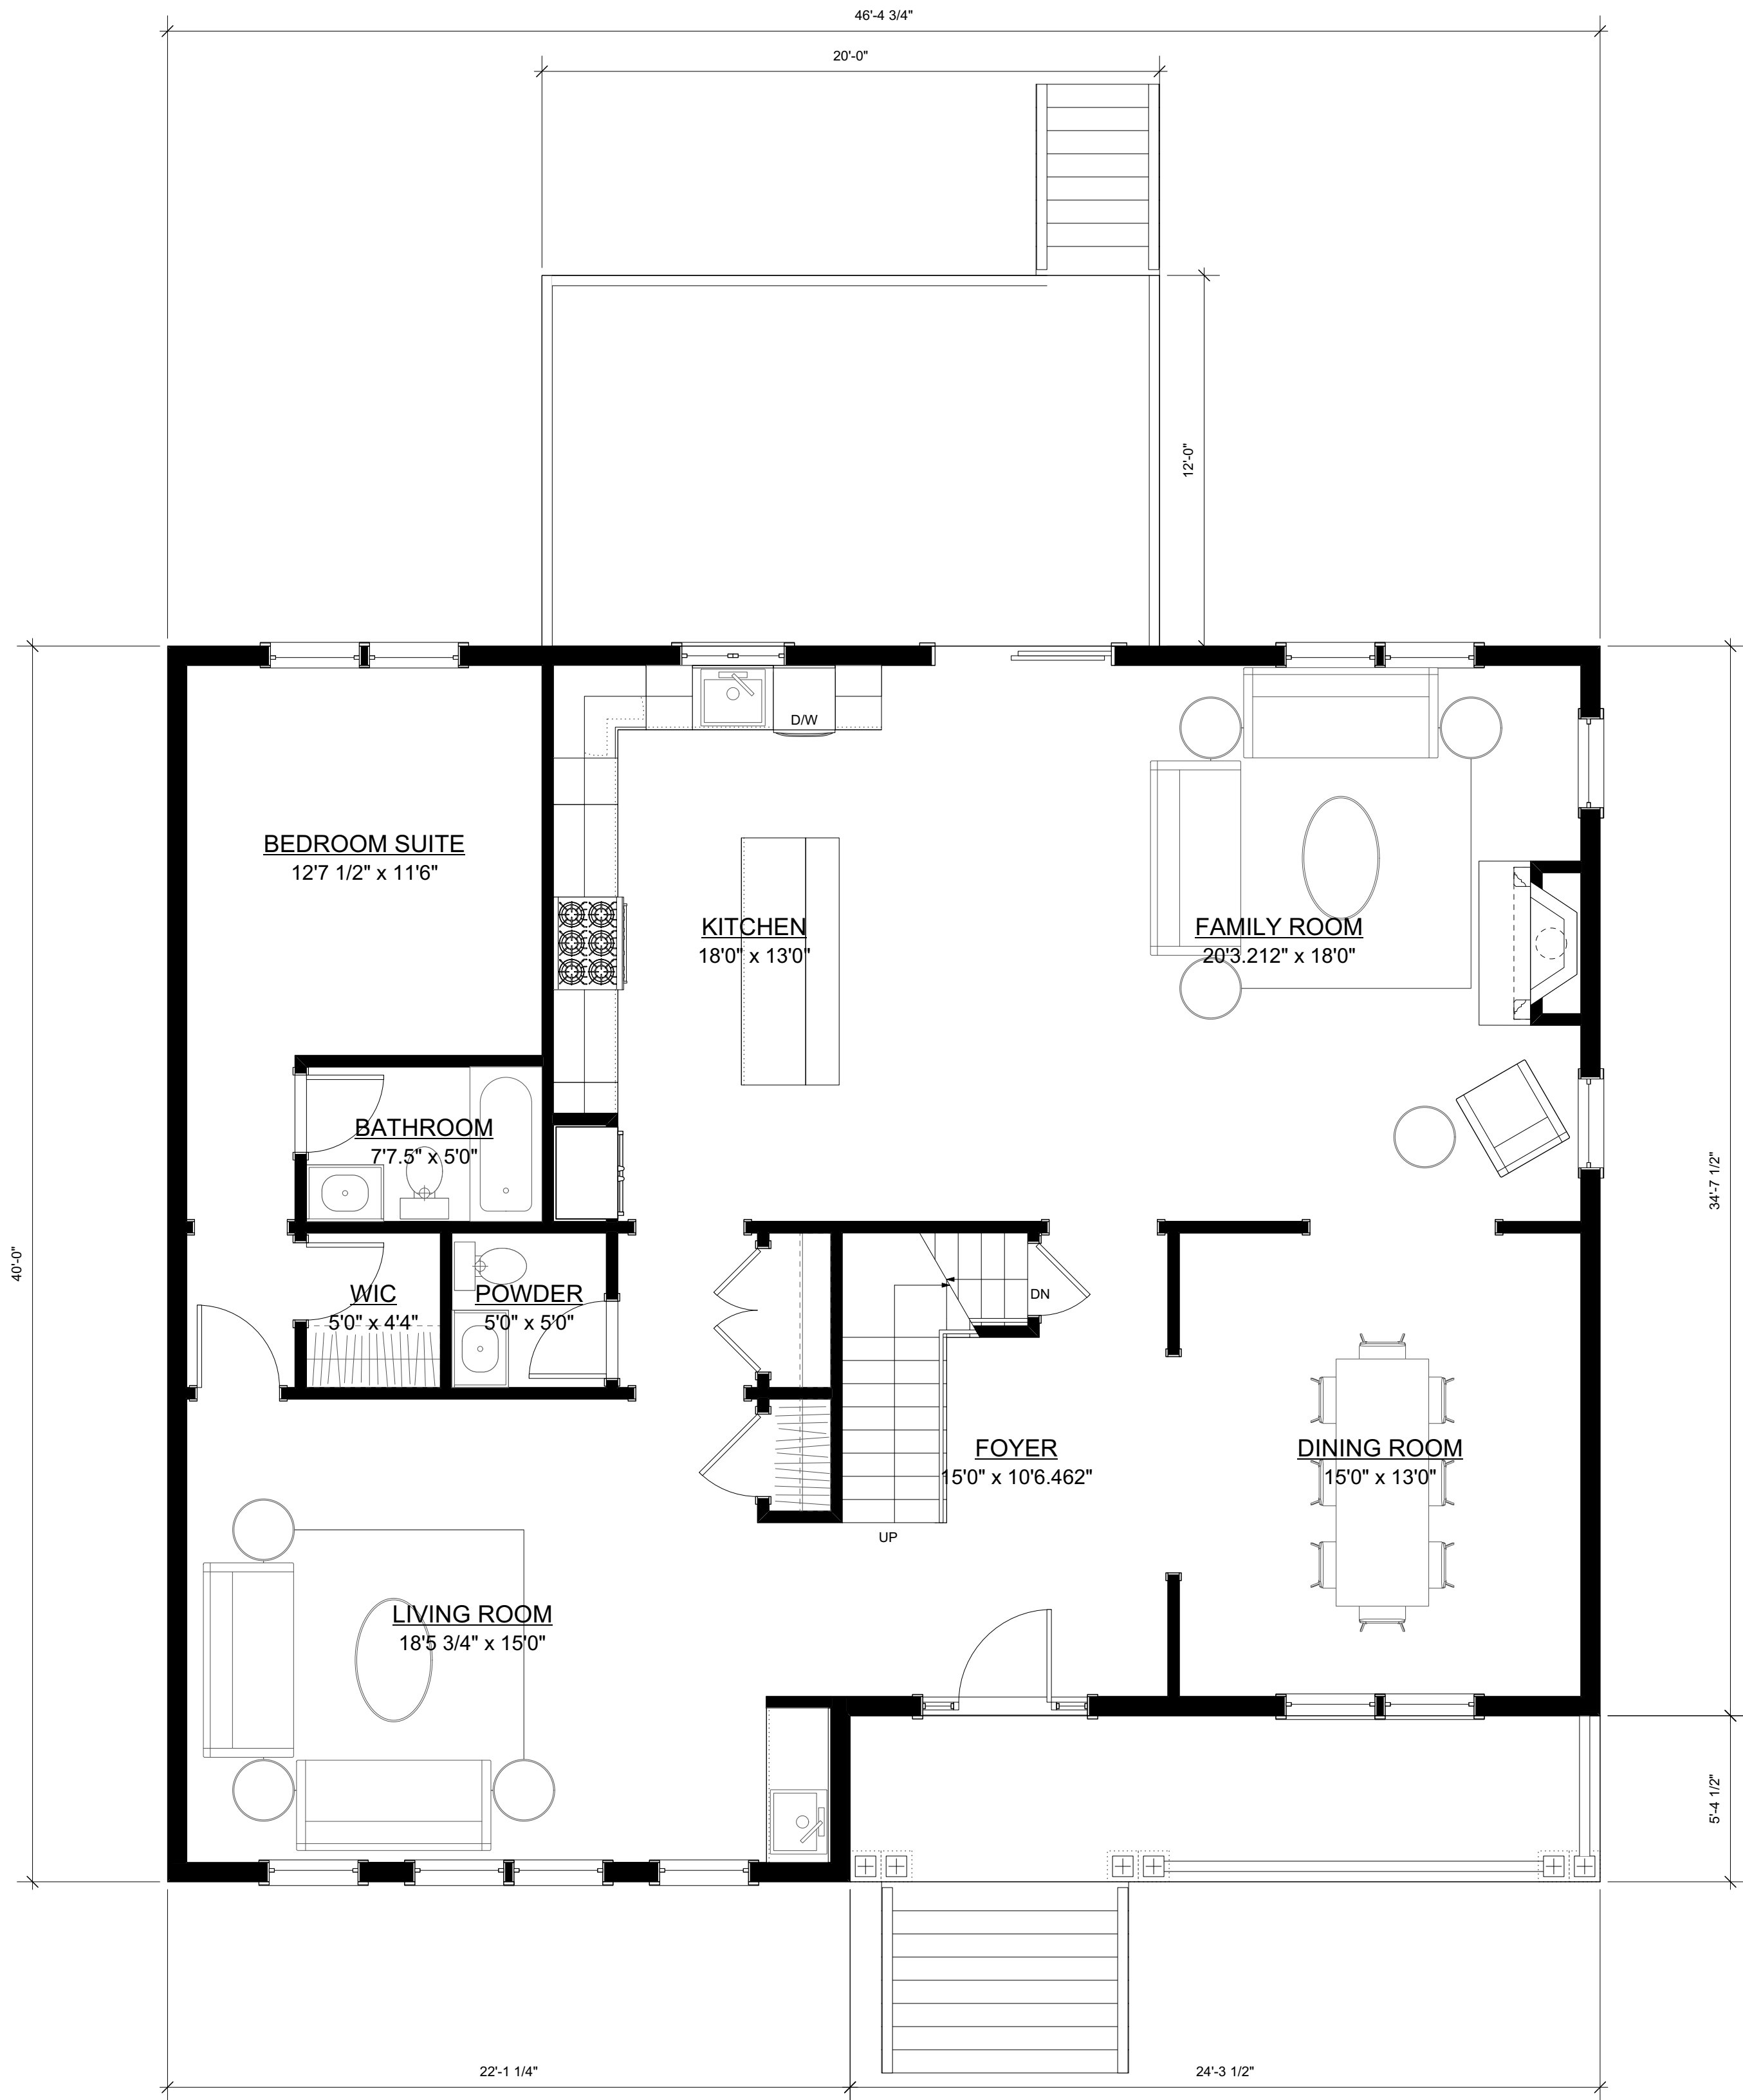 46'-4 3/4"
20'-0"
12'-0"
D/W
BEDROOM SUITE
12'7 1/2" x 11'6"
KITCHEN
18'0" x 13'0"
FAMILY ROOM
20'3.212" x 18'0"
BATHROOM
7'7.5" x 5'0"
34'-7 1/2"
40'-0"
WIC
5'0" x 4'4"
POWDER
5'0" x 5'0"
DN
FOYER
15'0" x 10'6.462"
DINING ROOM
15'0" x 13'0"
UP
LIVING ROOM
18'5 3/4" x 15'0"
5'-4 1/2"
22'-1 1/4"
24'-3 1/2"